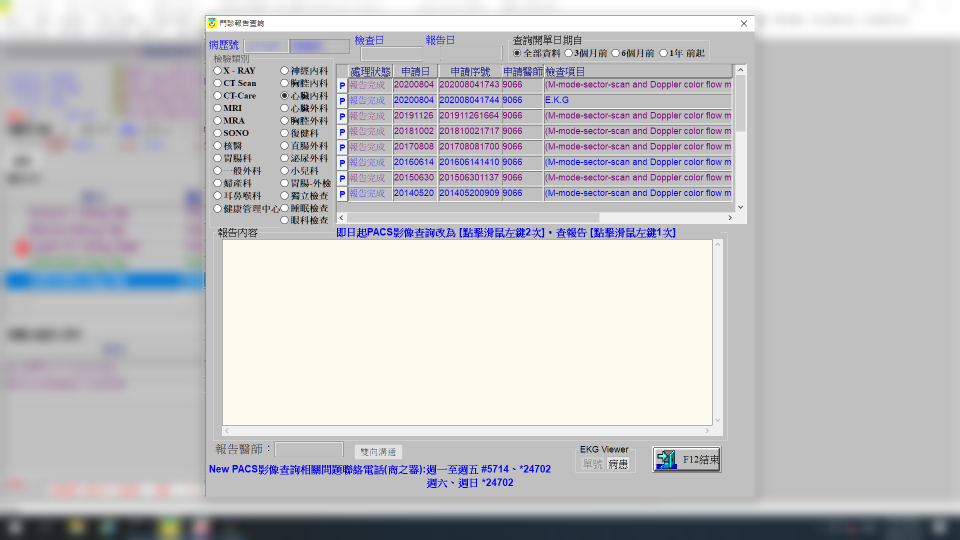 門診報告查詢
病歷號
檢查日
報告日
查詢開單日期自
全部資料 3個月前 6個月前 1年 前起
檢驗類別
X - RAY 神經內科
CT Scan 胸腔內科
CT-Care 心臟內科
MRI 心臟外科
MRA 胸腔外科
SONO 復健科
核醫 直腸外科
胃腸科 泌尿外科
一般外科 小兒科
婦產科 胃腸-外檢
耳鼻喉科 獨立檢查
健康管理中心 睡眠檢查
眼科檢查
處理狀態 申請日 申請序號 申請醫師 檢查項目
P 報告完成 20200804 202008041743 9066 (M-mode-sector-scan and Doppler color flow m
P 報告完成 20200804 202008041744 9066 E.K.G
P 報告完成 20191126 201911261664 9066 (M-mode-sector-scan and Doppler color flow m
P 報告完成 20181002 201810021717 9066 (M-mode-sector-scan and Doppler color flow m
P 報告完成 20170808 201708081700 9066 (M-mode-sector-scan and Doppler color flow m
P 報告完成 20160614 201606141410 9066 (M-mode-sector-scan and Doppler color flow m
P 報告完成 20150630 201506301137 9066 (M-mode-sector-scan and Doppler color flow m
P 報告完成 20140520 201405200909 9066 (M-mode-sector-scan and Doppler color flow m
報告內容
即日起PACS影像查詢改為【點擊滑鼠左鍵2次】，查報告【點擊滑鼠左鍵1次】
報告醫師：
雙向溝通
EKG Viewer
單號 病患
F12結束
New PACS影像查詢相關問題聯絡電話(商之器):週一至週五 #5714、*24702
週六、週日 *24702